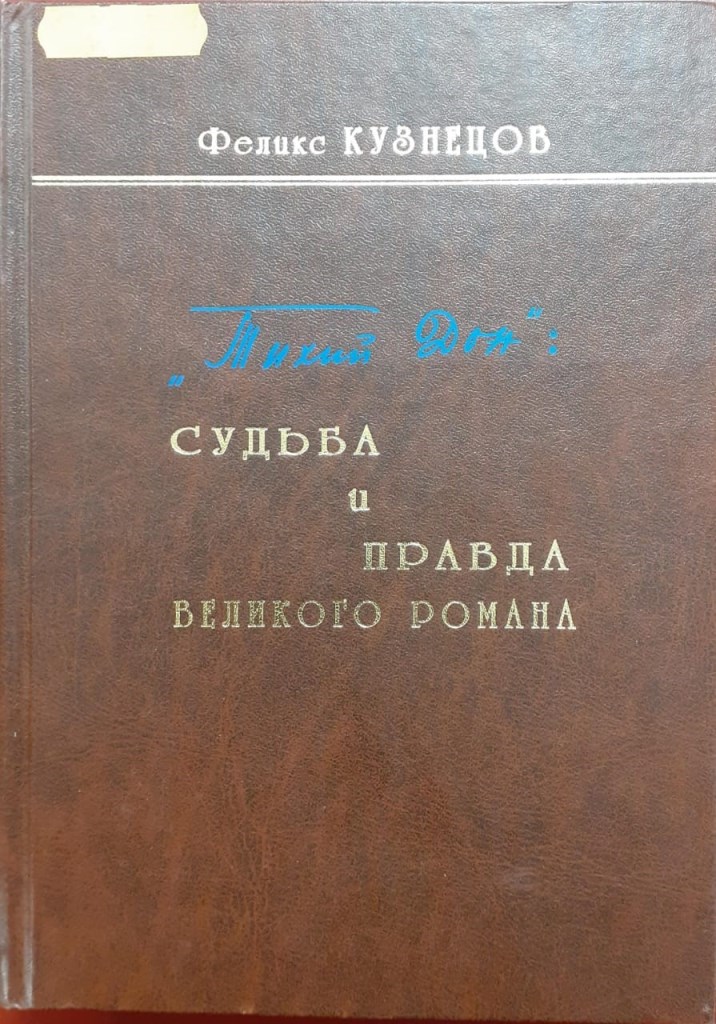 Феликс КУЗНЕЦОВ
„Тихий Дон“:
СУДЬБА
и
ПРАВДА
ВЕЛИКОГО РОМАНА